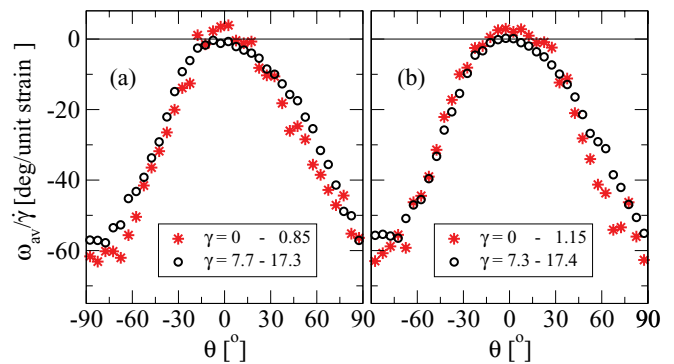 (a)
(b)
ω_av/γ̇ [deg/unit strain]
0
-20
-40
-60
γ = 0 - 0.85
γ = 7.7 - 17.3
γ = 0 - 1.15
γ = 7.3 - 17.4
-90 -60 -30 0 30 60 90
-60 -30 0 30 60 90
θ [°]
θ [°]